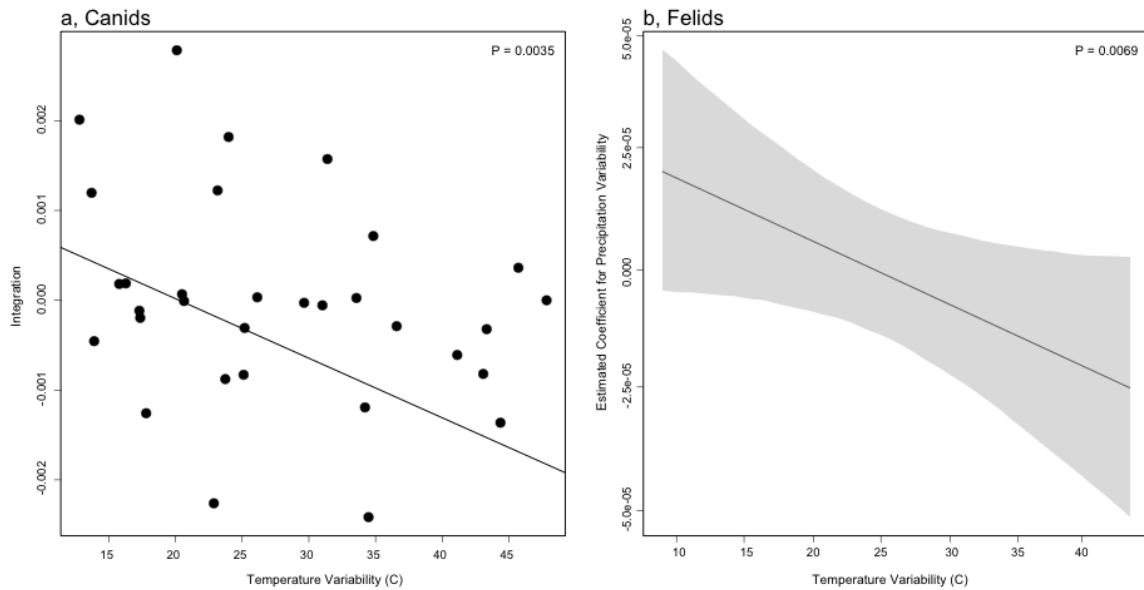 a, Canids
P = 0.0035
Integration
0.002
0.001
0.000
-0.001
-0.002
15 20 25 30 35 40 45
Temperature Variability (C)
b, Felids
P = 0.0069
Estimated Coefficient for Precipitation Variability
5.0e-05
2.5e-05
0.000
-2.5e-05
-5.0e-05
10 15 20 25 30 35 40
Temperature Variability (C)